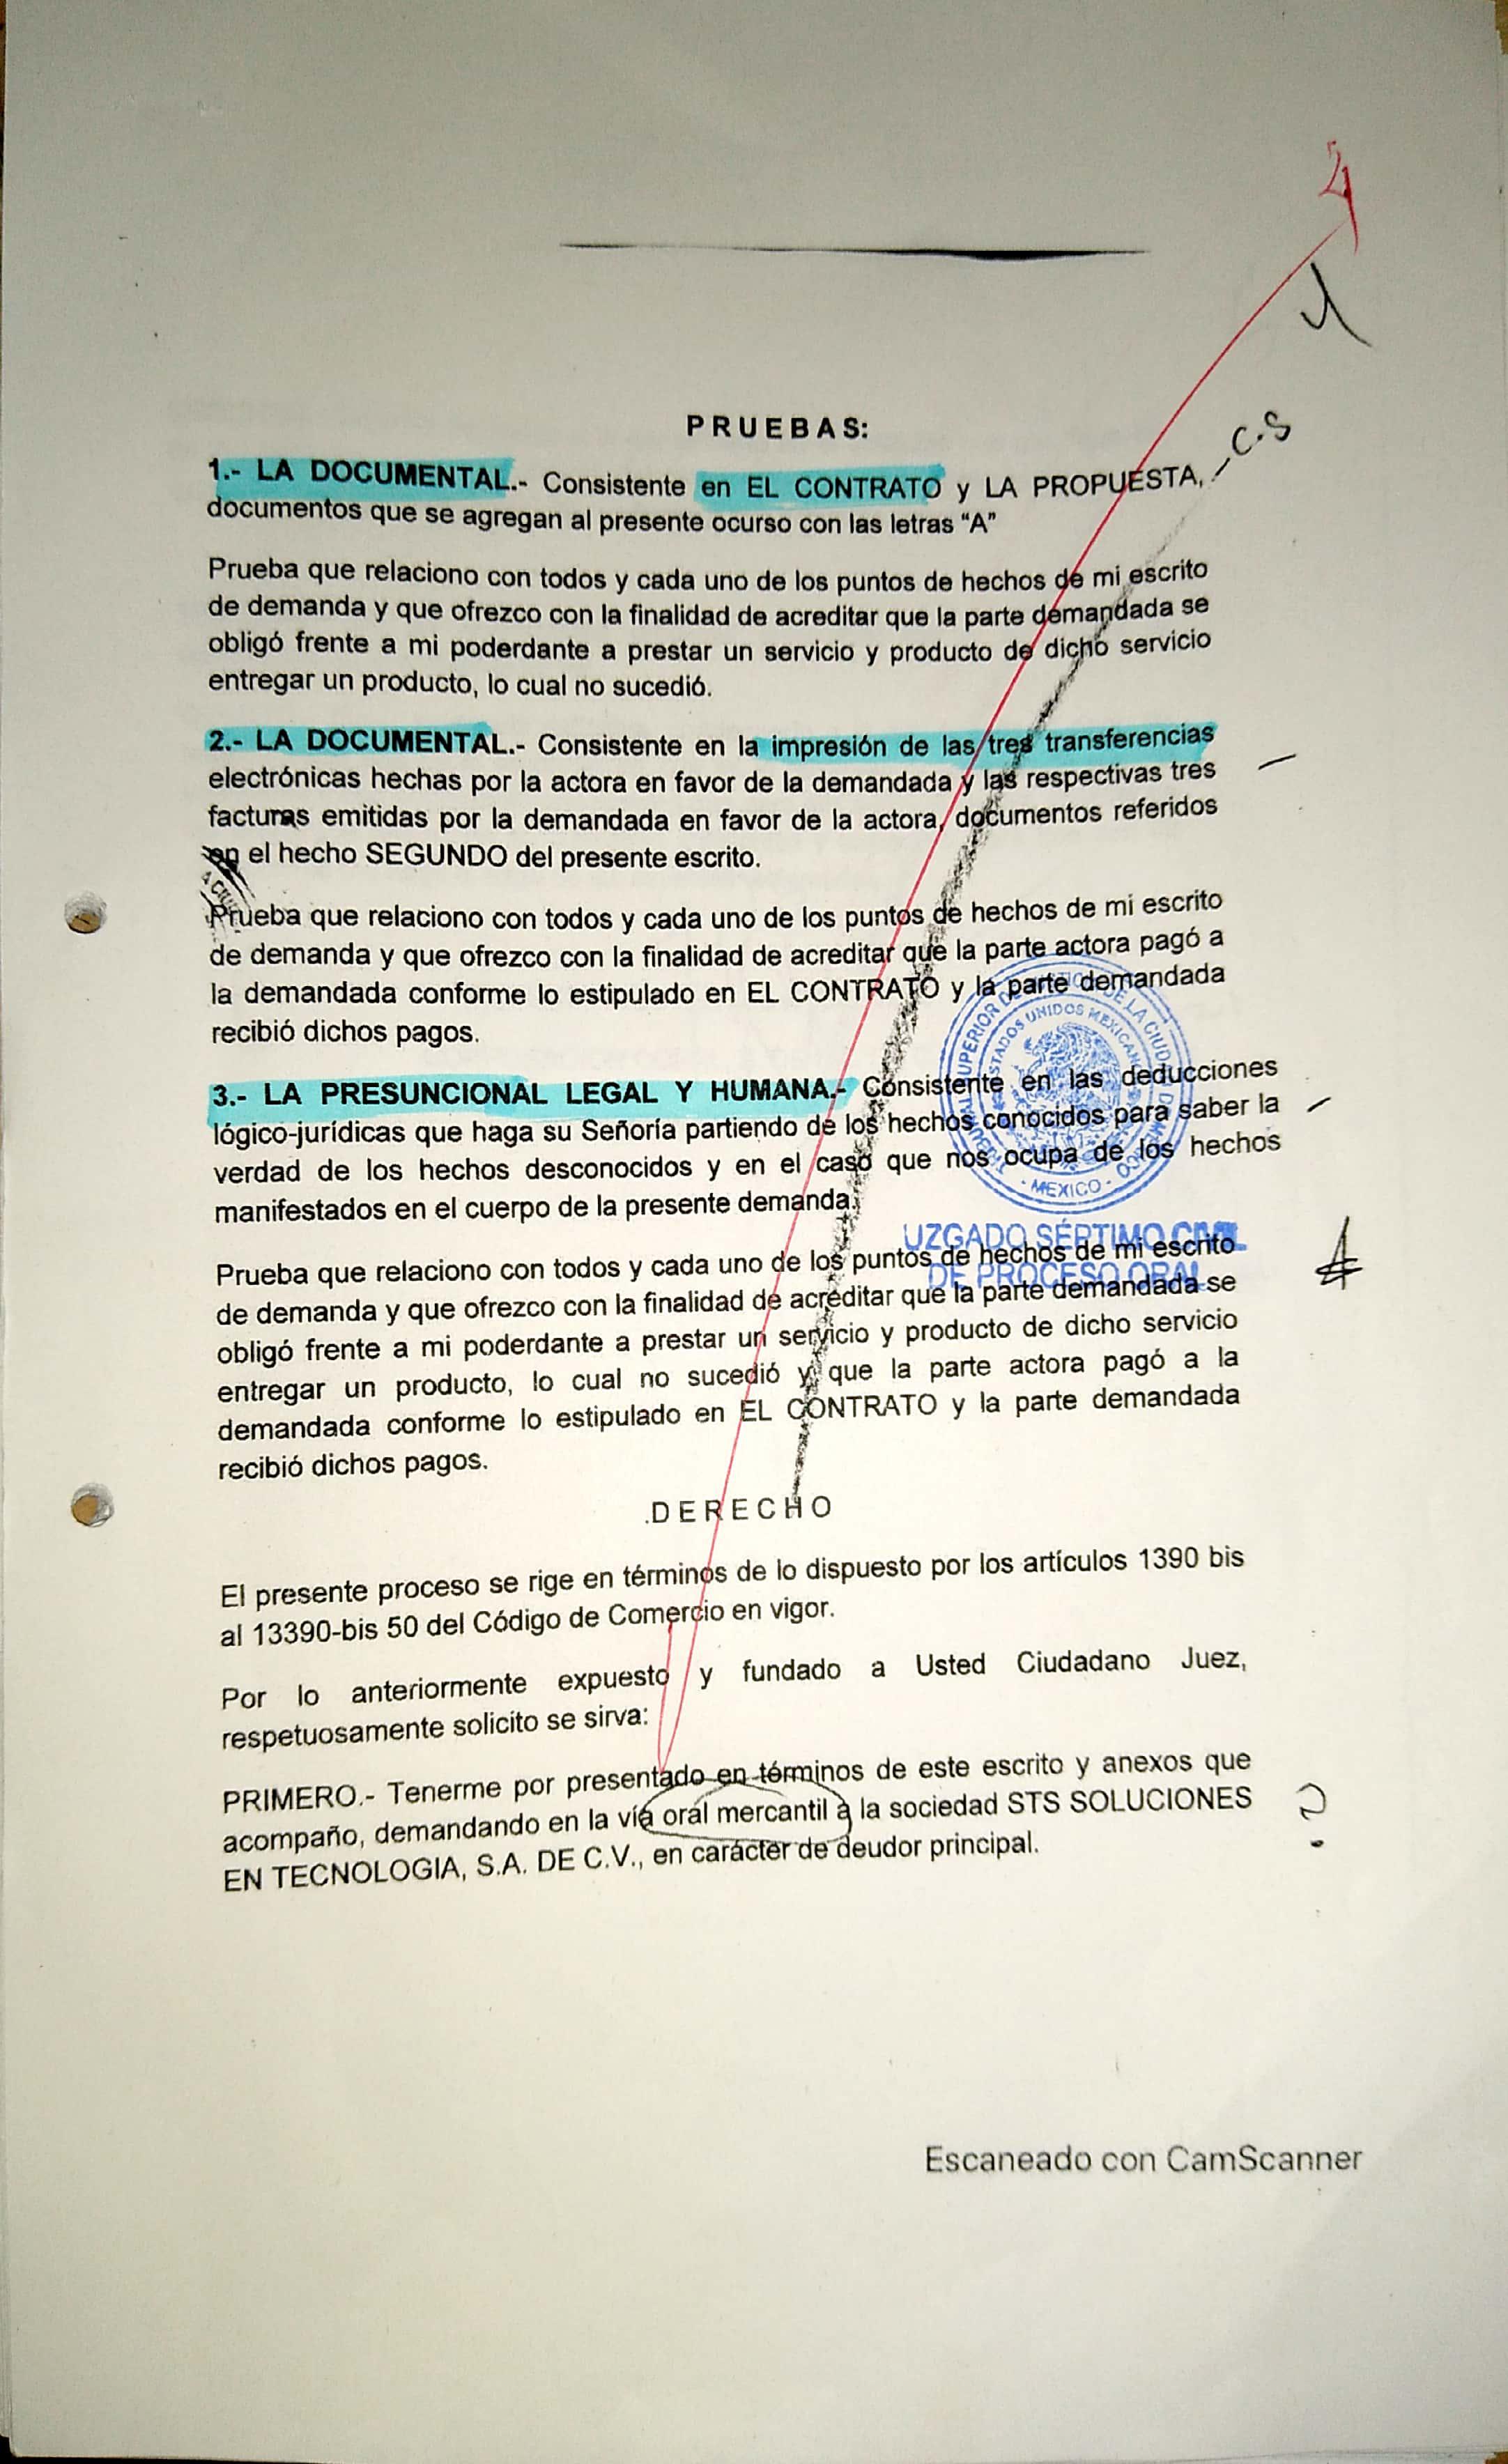 4
4
PRUEBAS:
1.- LA DOCUMENTAL.- Consistente en EL CONTRATO y LA PROPUESTA, - C.S
documentos que se agregan al presente ocurso con las letras “A”
Prueba que relaciono con todos y cada uno de los puntos de hechos de mi escrito
de demanda y que ofrezco con la finalidad de acreditar que la parte demandada se
obligó frente a mi poderdante a prestar un servicio y producto de dicho servicio
entregar un producto, lo cual no sucedió.
2.- LA DOCUMENTAL.- Consistente en la impresión de las tres transferencias
electrónicas hechas por la actora en favor de la demandada y las respectivas tres
facturas emitidas por la demandada en favor de la actora, documentos referidos
en el hecho SEGUNDO del presente escrito.
Prueba que relaciono con todos y cada uno de los puntos de hechos de mi escrito
de demanda y que ofrezco con la finalidad de acreditar que la parte actora pagó a
la demandada conforme lo estipulado en EL CONTRATO y la parte demandada
recibió dichos pagos.
3.- LA PRESUNCIONAL LEGAL Y HUMANA.- Consistente en las deducciones
lógico-jurídicas que haga su Señoría partiendo de los hechos conocidos para saber la
verdad de los hechos desconocidos y en el caso que nos ocupa de los hechos
manifestados en el cuerpo de la presente demanda.
ESTADOS UNIDOS MEXICANOS
MEXICO
UZGADO SÉPTIMO CIVIL
DE PROCESO ORAL
Prueba que relaciono con todos y cada uno de los puntos de hechos de mi escrito
de demanda y que ofrezco con la finalidad de acreditar que la parte demandada se
obligó frente a mi poderdante a prestar un servicio y producto de dicho servicio
entregar un producto, lo cual no sucedió y que la parte actora pagó a la
demandada conforme lo estipulado en EL CONTRATO y la parte demandada
recibió dichos pagos.
.DERECHO
El presente proceso se rige en términos de lo dispuesto por los artículos 1390 bis
al 13390-bis 50 del Código de Comercio en vigor.
Por lo anteriormente expuesto y fundado a Usted Ciudadano Juez,
respetuosamente solicito se sirva:
PRIMERO.- Tenerme por presentado en términos de este escrito y anexos que
acompaño, demandando en la vía oral mercantil a la sociedad STS SOLUCIONES ?
EN TECNOLOGIA, S.A. DE C.V., en carácter de deudor principal.
Escaneado con CamScanner